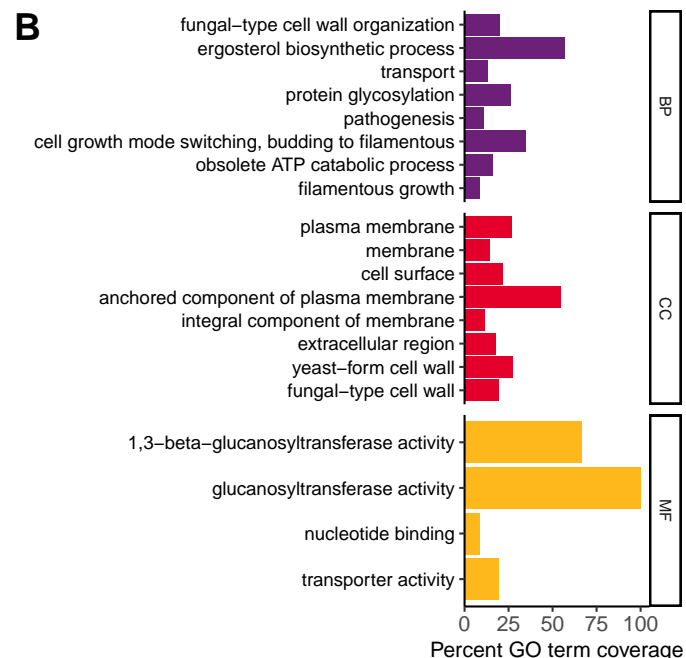 B
fungal−type cell wall organization
ergosterol biosynthetic process
transport
protein glycosylation
pathogenesis
cell growth mode switching, budding to filamentous
obsolete ATP catabolic process
filamentous growth
BP
plasma membrane
membrane
cell surface
anchored component of plasma membrane
integral component of membrane
extracellular region
yeast−form cell wall
fungal−type cell wall
CC
1,3−beta−glucanosyltransferase activity
glucanosyltransferase activity
nucleotide binding
transporter activity
MF
0 25 50 75 100
Percent GO term coverage